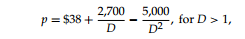 p = $38 + 2,700/D − 5,000/D², for D > 1,